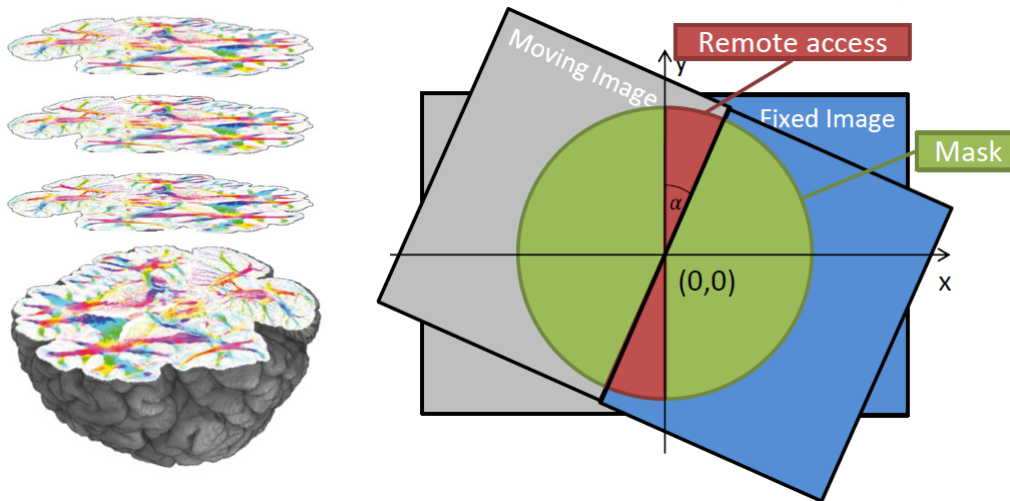 Remote access
Moving Image
y
Fixed Image
Mask
α
(0,0)
x